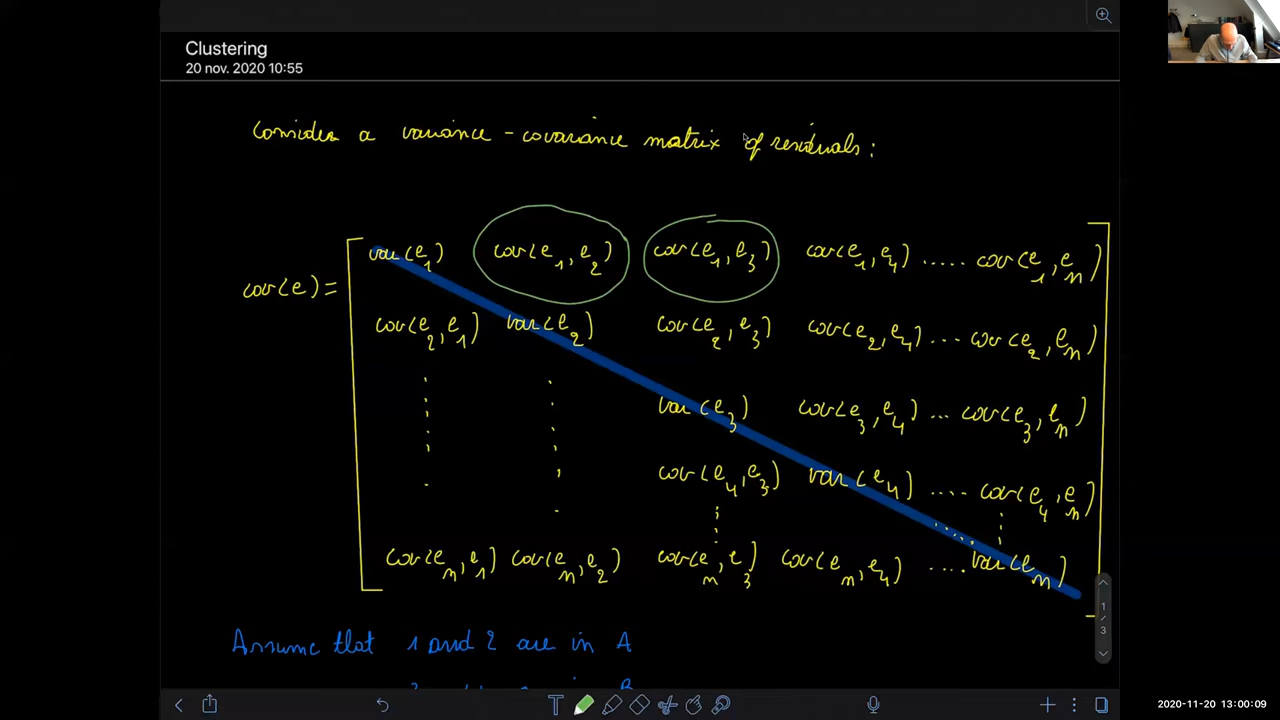 Clustering
20 nov. 2020 10:55
Consider a variance - covariance matrix of residuals:
cov(e) =
var(e1) cov(e1, e2) cov(e1, e3) cov(e1, e4) ..... cov(e1, en)
cov(e2, e1) var(e2) cov(e2, e3) cov(e2, e4) ... cov(e2, en)
var(e3) cov(e3, e4) ... cov(e3, en)
cov(e4, e3) var(e4) .... cov(e4, en)
cov(en, e1) cov(en, e2) cov(en, e3) cov(en, e4) .... var(en)
Assume that 1 and 2 are in A
B
1
/
3
T
2020-11-20 13:00:09